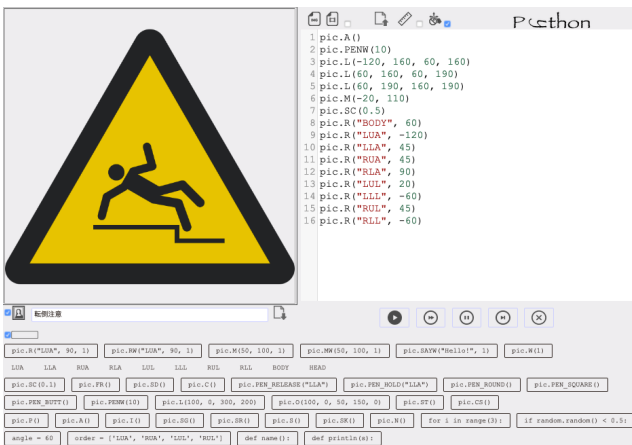 Picthon
1 pic.A()
2 pic.PENW(10)
3 pic.L(-120, 160, 60, 160)
4 pic.L(60, 160, 60, 190)
5 pic.L(60, 190, 160, 190)
6 pic.M(-20, 110)
7 pic.SC(0.5)
8 pic.R("BODY", 60)
9 pic.R("LUA", -120)
10 pic.R("LLA", 45)
11 pic.R("RUA", 45)
12 pic.R("RLA", 90)
13 pic.R("LUL", 20)
14 pic.R("LLL", -60)
15 pic.R("RUL", 45)
16 pic.R("RLL", -60)
転倒注意
pic.R("LUA", 90, 1) pic.RW("LUA", 90, 1) pic.M(50, 100, 1) pic.MW(50, 100, 1) pic.SAYW("Hello!", 1) pic.W(1)
LUA LLA RUA RLA LUL LLL RUL RLL BODY HEAD
pic.SC(0.1) pic.FR() pic.SD() pic.C() pic.PEN_RELEASE("LLA") pic.PEN_HOLD("LLA") pic.PEN_ROUND() pic.PEN_SQUARE()
pic.PEN_BUTT() pic.PENW(10) pic.L(100, 0, 300, 200) pic.O(100, 0, 50, 150, 0) pic.ST() pic.CS()
pic.P() pic.A() pic.I() pic.SG() pic.SR() pic.S() pic.SK() pic.N() for i in range(3): if random.random() < 0.5:
angle = 60 order = ['LUA', 'RUA', 'LUL', 'RUL'] def name(): def println(s):